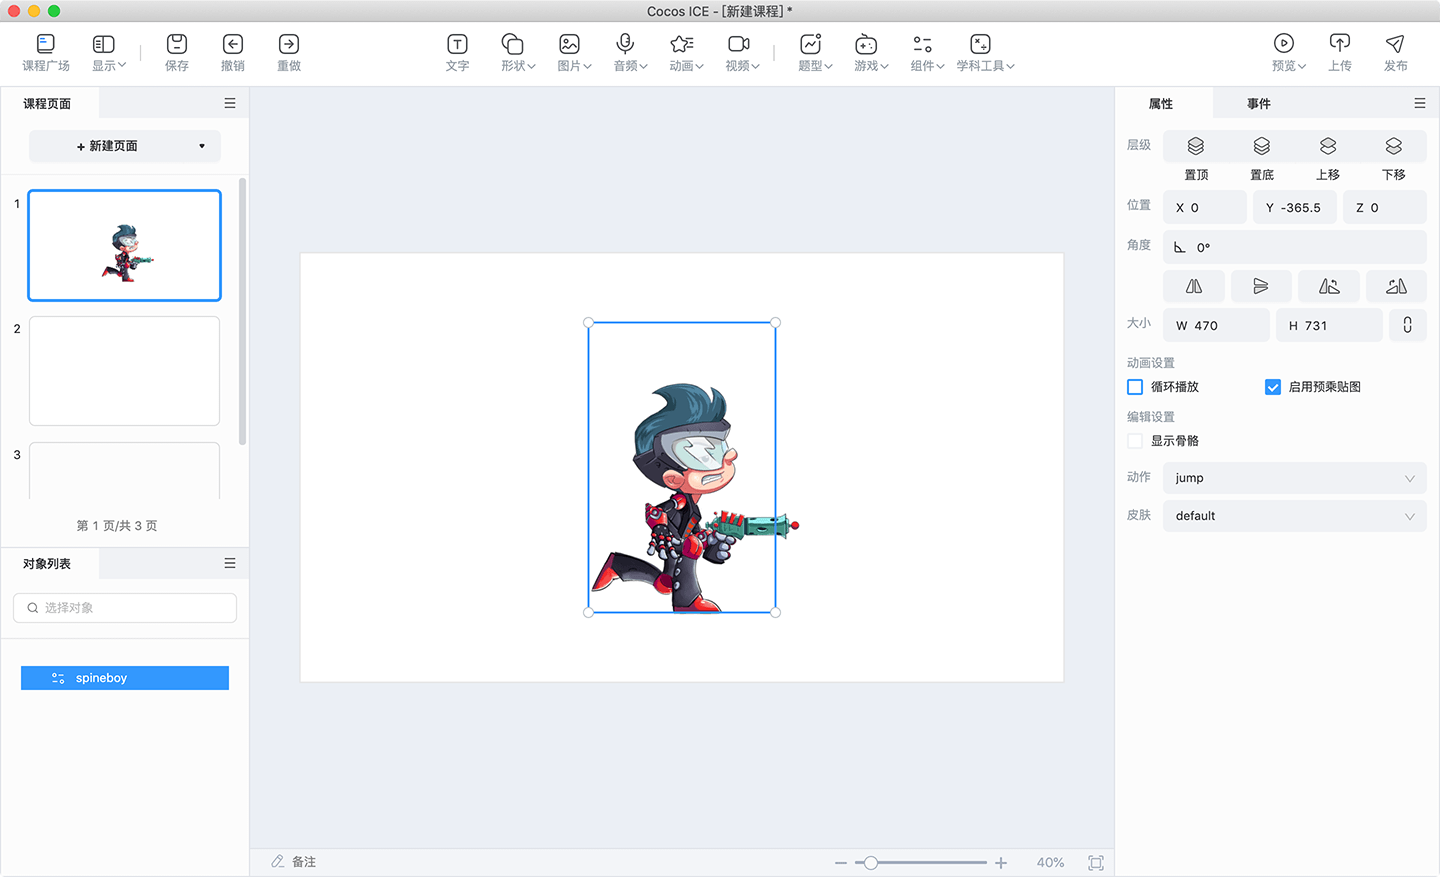 Cocos ICE - [新建课程] *
课程广场 显示 保存 撤销 重做 文字 形状 图片 音频 动画 视频 题型 游戏 组件 学科工具 预览 上传 发布
课程页面
+ 新建页面
1
2
3
第 1 页/共 3 页
对象列表
选择对象
spineboy
备注
40%
属性 事件
层级
置顶 置底 上移 下移
位置 X 0 Y -365.5 Z 0
角度 0°
大小 W 470 H 731
动画设置
循环播放 启用预乘贴图
编辑设置
显示骨骼
动作 jump
皮肤 default